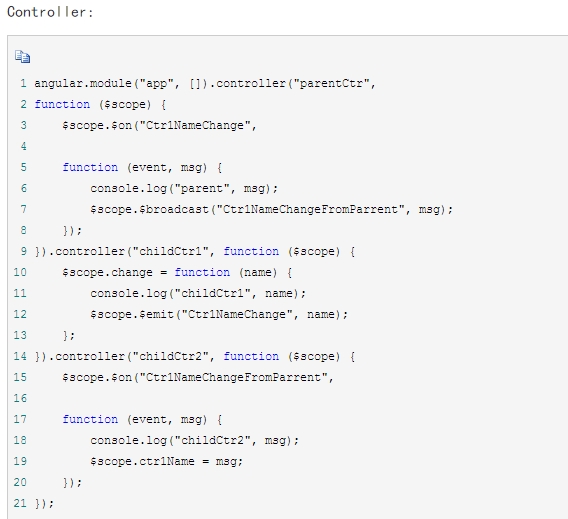 Controller:
1 angular.module("app", []).controller("parentCtr",
2 function ($scope) {
3     $scope.$on("Ctr1NameChange",
4
5     function (event, msg) {
6         console.log("parent", msg);
7         $scope.$broadcast("Ctr1NameChangeFromParrent", msg);
8     });
9 }).controller("childCtr1", function ($scope) {
10     $scope.change = function (name) {
11         console.log("childCtr1", name);
12         $scope.$emit("Ctr1NameChange", name);
13     };
14 }).controller("childCtr2", function ($scope) {
15     $scope.$on("Ctr1NameChangeFromParrent",
16
17     function (event, msg) {
18         console.log("childCtr2", msg);
19         $scope.ctr1Name = msg;
20     });
21 });